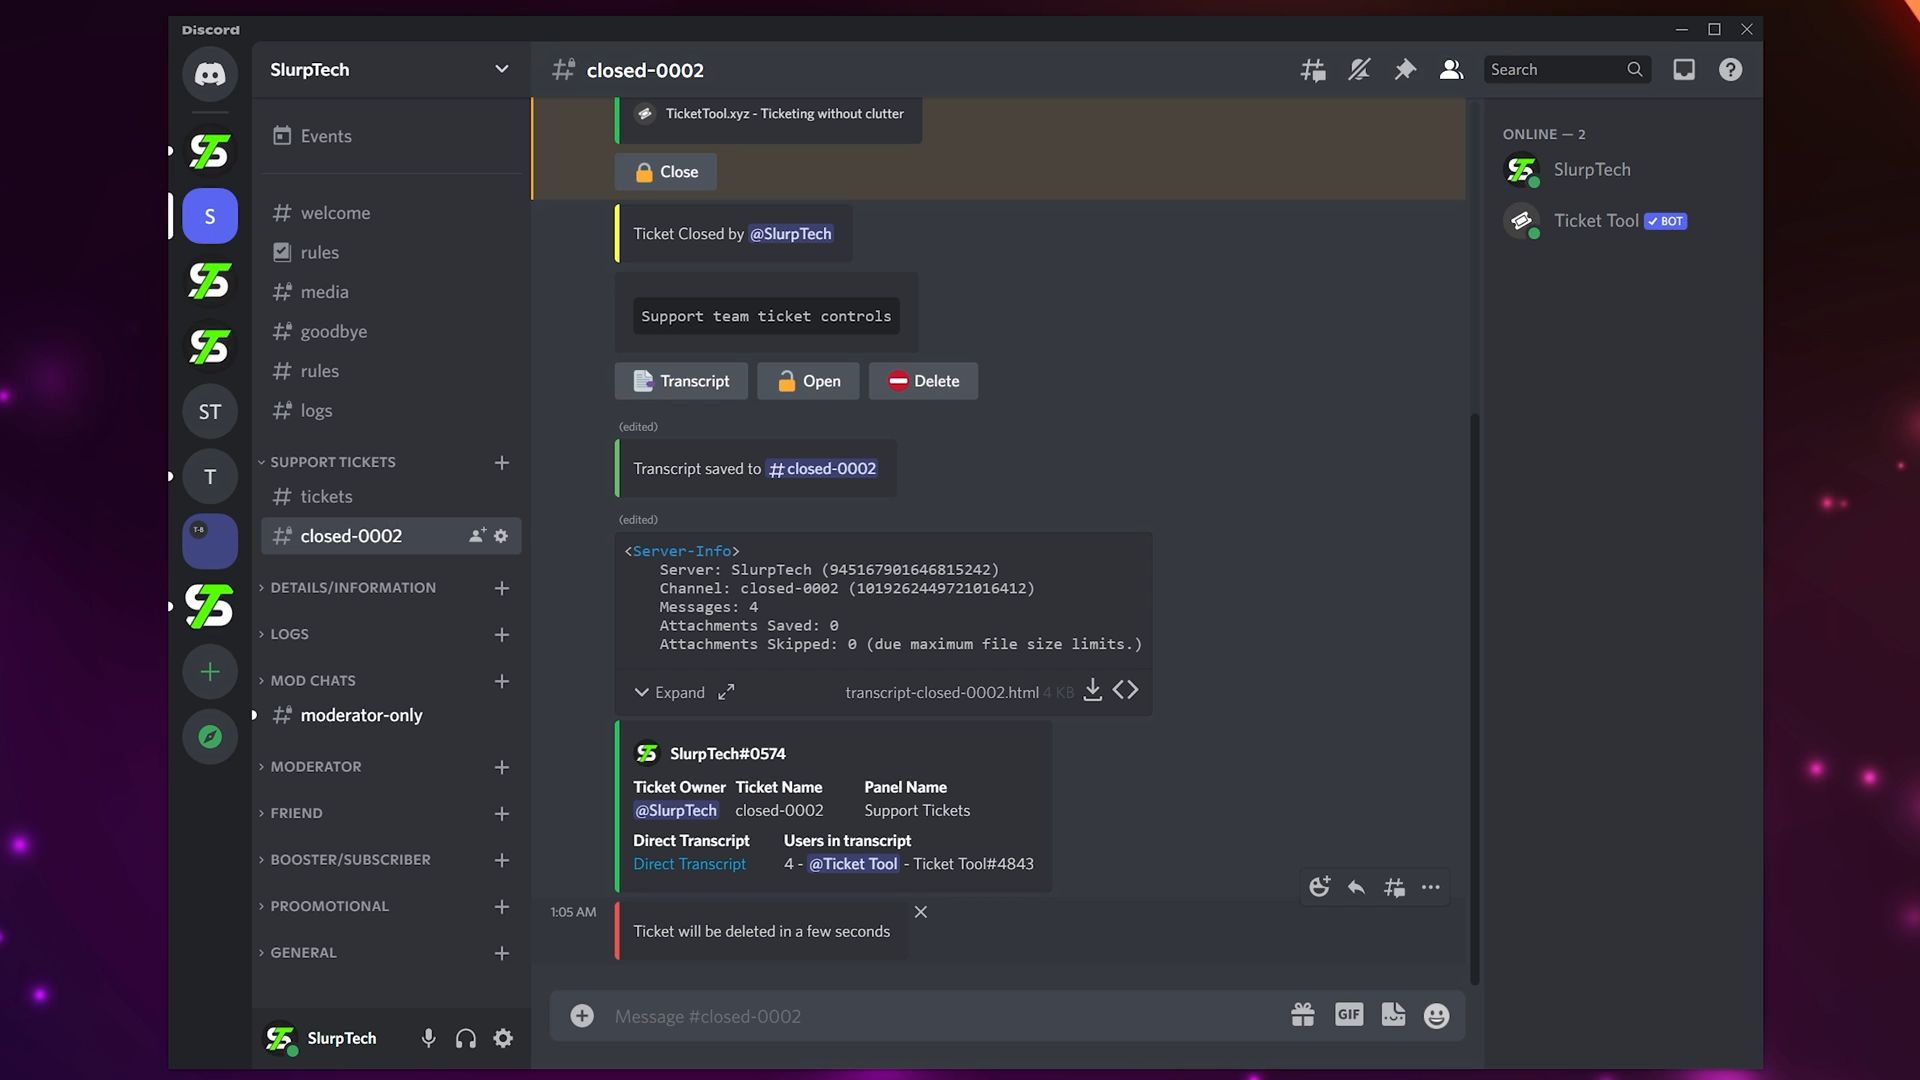 Discord
SlurpTech
closed-0002
Search
Events
welcome
rules
media
goodbye
rules
logs
SUPPORT TICKETS
tickets
closed-0002
DETAILS/INFORMATION
LOGS
MOD CHATS
moderator-only
MODERATOR
FRIEND
BOOSTER/SUBSCRIBER
PROOMOTIONAL
GENERAL
SlurpTech
S
ST
T
T-B
TicketTool.xyz - Ticketing without clutter
Close
Ticket Closed by @SlurpTech
Support team ticket controls
Transcript Open Delete
(edited)
Transcript saved to #closed-0002
(edited)
<Server-Info>
Server: SlurpTech (945167901646815242)
Channel: closed-0002 (1019262449721016412)
Messages: 4
Attachments Saved: 0
Attachments Skipped: 0 (due maximum file size limits.)
Expand transcript-closed-0002.html 4 KB
SlurpTech#0574
Ticket Owner Ticket Name Panel Name
@SlurpTech closed-0002 Support Tickets
Direct Transcript Users in transcript
Direct Transcript 4 - @Ticket Tool - Ticket Tool#4843
1:05 AM
Ticket will be deleted in a few seconds
Message #closed-0002
GIF
ONLINE — 2
SlurpTech
Ticket Tool BOT